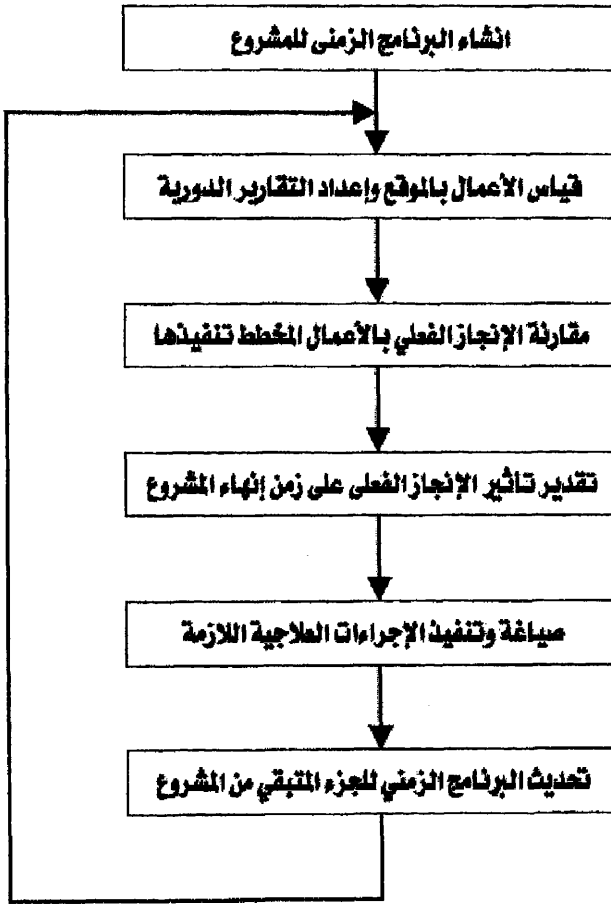 انشاء البرنامج الزمنى للمشروع
قياس الأعمال بالموقع وإعداد التقارير الدورية
مقارنة الإنجاز الفعلي بالأعمال المخطط تنفيذها
تقدير تأثير الإنجاز الفعلى على زمن إنهاء المشروع
صياغة وتنفيذ الإجراءات العلاجية اللازمة
تحديث البرنامج الزمني للجزء المتبقي من المشروع